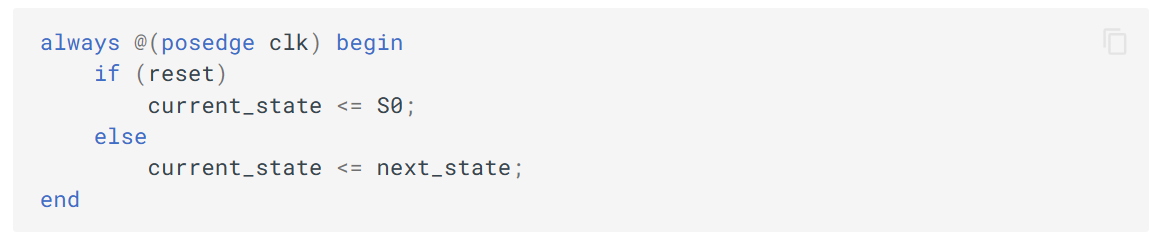 always @(posedge clk) begin
    if (reset)
        current_state <= S0;
    else
        current_state <= next_state;
end